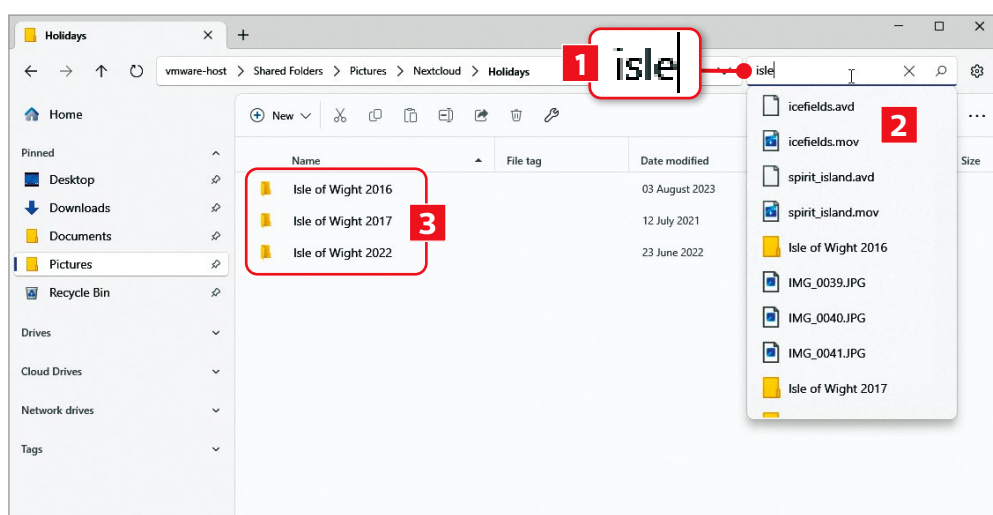 Holidays
vmware-host > Shared Folders > Pictures > Nextcloud > Holidays
1
isle
isle
Home
New
Pinned
Desktop
Downloads
Documents
Pictures
Recycle Bin
Drives
Cloud Drives
Network drives
Tags
Name File tag Date modified Size
Isle of Wight 2016 03 August 2023
Isle of Wight 2017 12 July 2021
Isle of Wight 2022 23 June 2022
3
icefields.avd
2
icefields.mov
spirit_island.avd
spirit_island.mov
Isle of Wight 2016
IMG_0039.JPG
IMG_0040.JPG
IMG_0041.JPG
Isle of Wight 2017